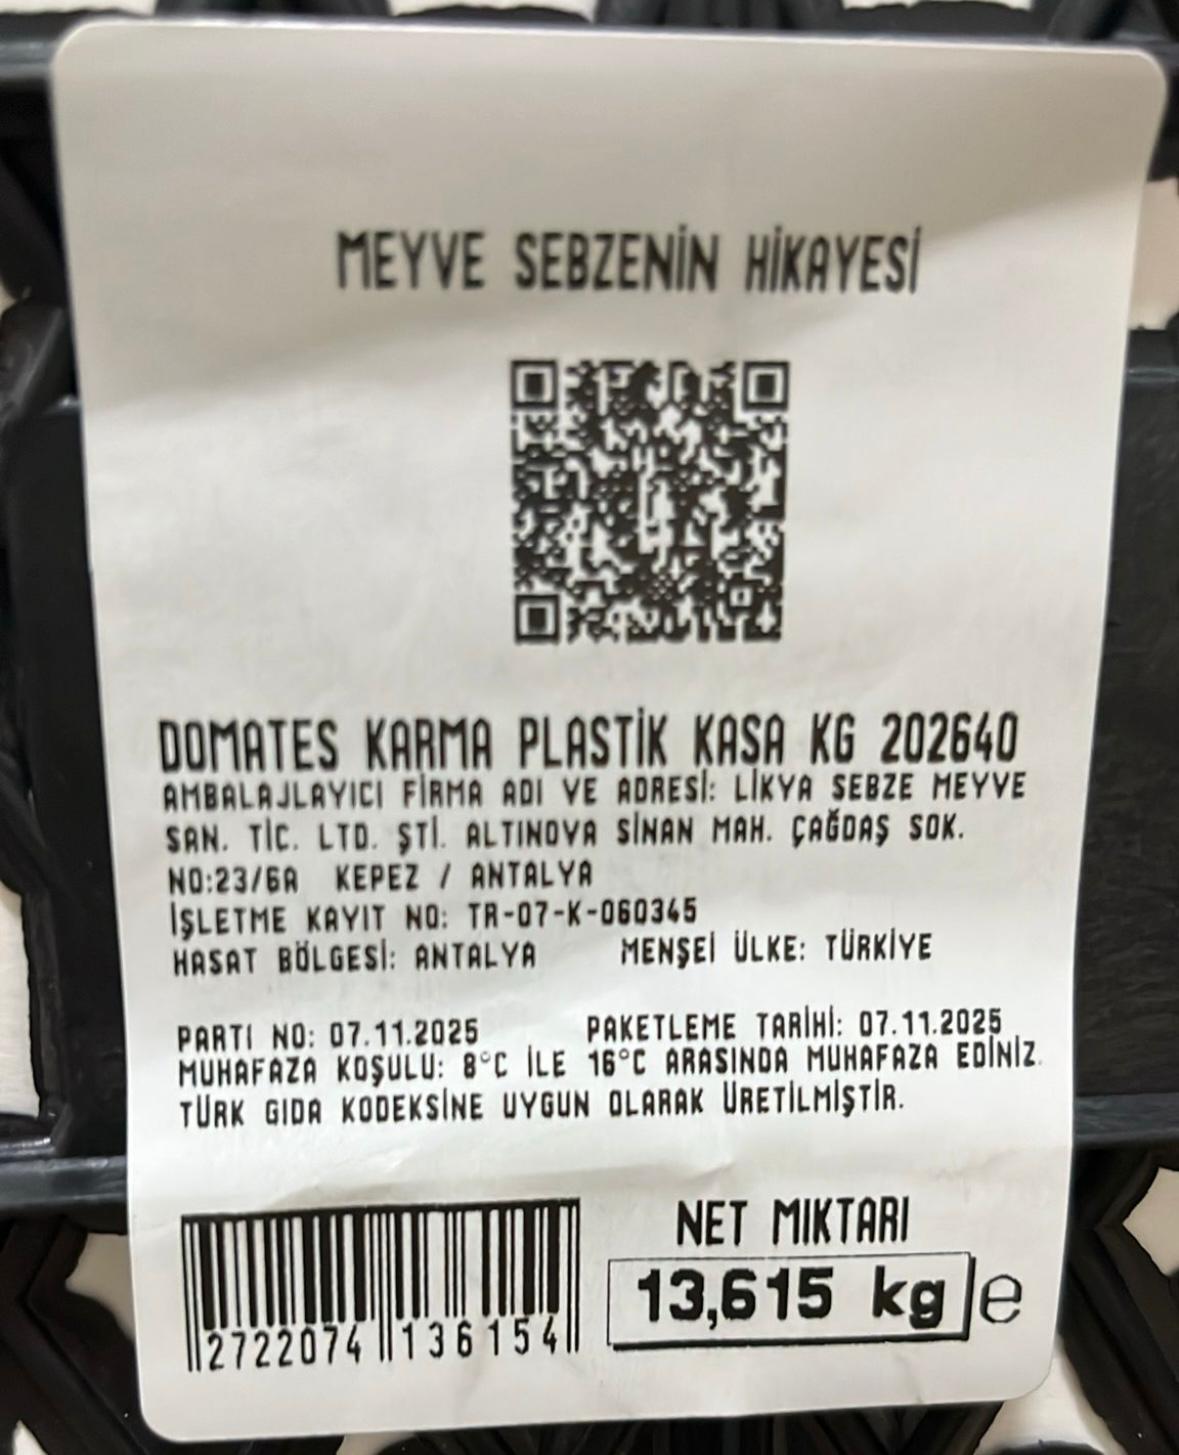 MEYVE SEBZENİN HİKAYESİ
DOMATES KARMA PLASTİK KASA KG 202640
AMBALAJLAYICI FİRMA ADI VE ADRESİ: LİKYA SEBZE MEYVE
SAN. TİC. LTD. ŞTİ. ALTINOVA SİNAN MAH. ÇAĞDAŞ SOK.
NO:23/6A KEPEZ / ANTALYA
İŞLETME KAYIT NO: TR-07-K-060345
HASAT BÖLGESİ: ANTALYA MENŞEİ ÜLKE: TÜRKİYE
PARTI NO: 07.11.2025 PAKETLEME TARİHİ: 07.11.2025
MUHAFAZA KOŞULU: 8°C İLE 16°C ARASINDA MUHAFAZA EDİNİZ.
TÜRK GIDA KODEKSİNE UYGUN OLARAK ÜRETİLMİŞTİR.
NET MIKTARI
13,615 kg e
2722074 136154